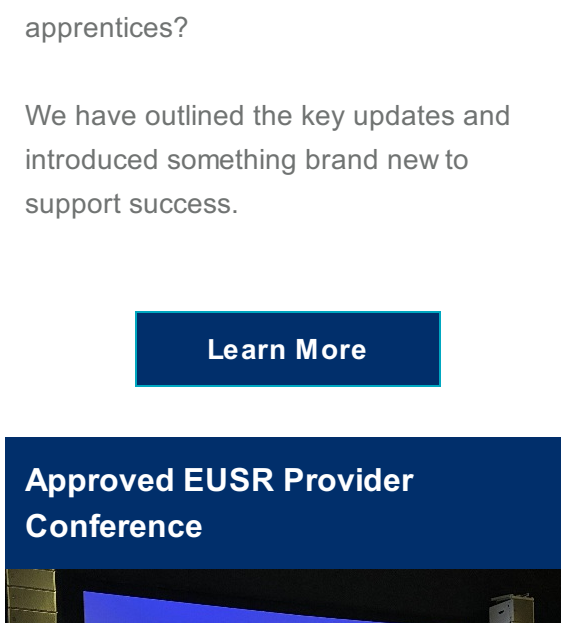 apprentices?
We have outlined the key updates and
introduced something brand new to
support success.
Learn More
Approved EUSR Provider
Conference